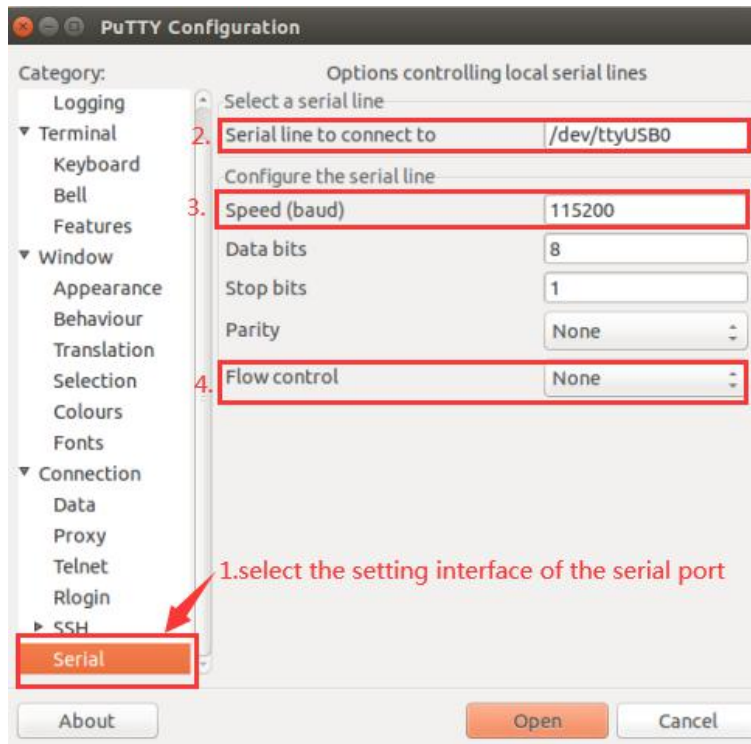 PuTTY Configuration
Category:
Options controlling local serial lines
Logging
Terminal
Keyboard
Bell
Features
Window
Appearance
Behaviour
Translation
Selection
Colours
Fonts
Connection
Data
Proxy
Telnet
Rlogin
SSH
Serial
Select a serial line
2. Serial line to connect to /dev/ttyUSB0
Configure the serial line
3. Speed (baud) 115200
Data bits 8
Stop bits 1
Parity None
4. Flow control None
1.select the setting interface of the serial port
About Open Cancel